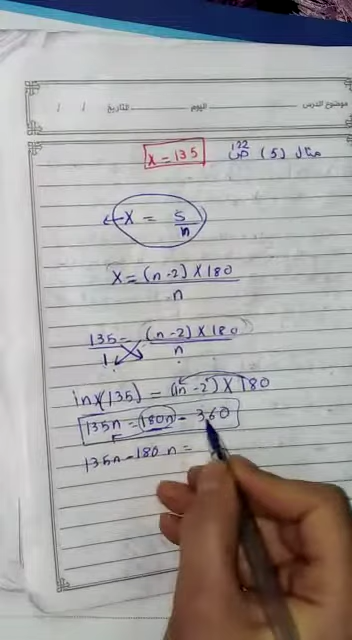 موضوع الدرس اليوم التاريخ / /
مثال (5) ص 122
x = 135
x = 5/n
x = (n-2) x 180 / n
135/1 = (n-2) x 180 / n
n x (135) = (n-2) x 180
135n = 180n - 360
135n - 180n =